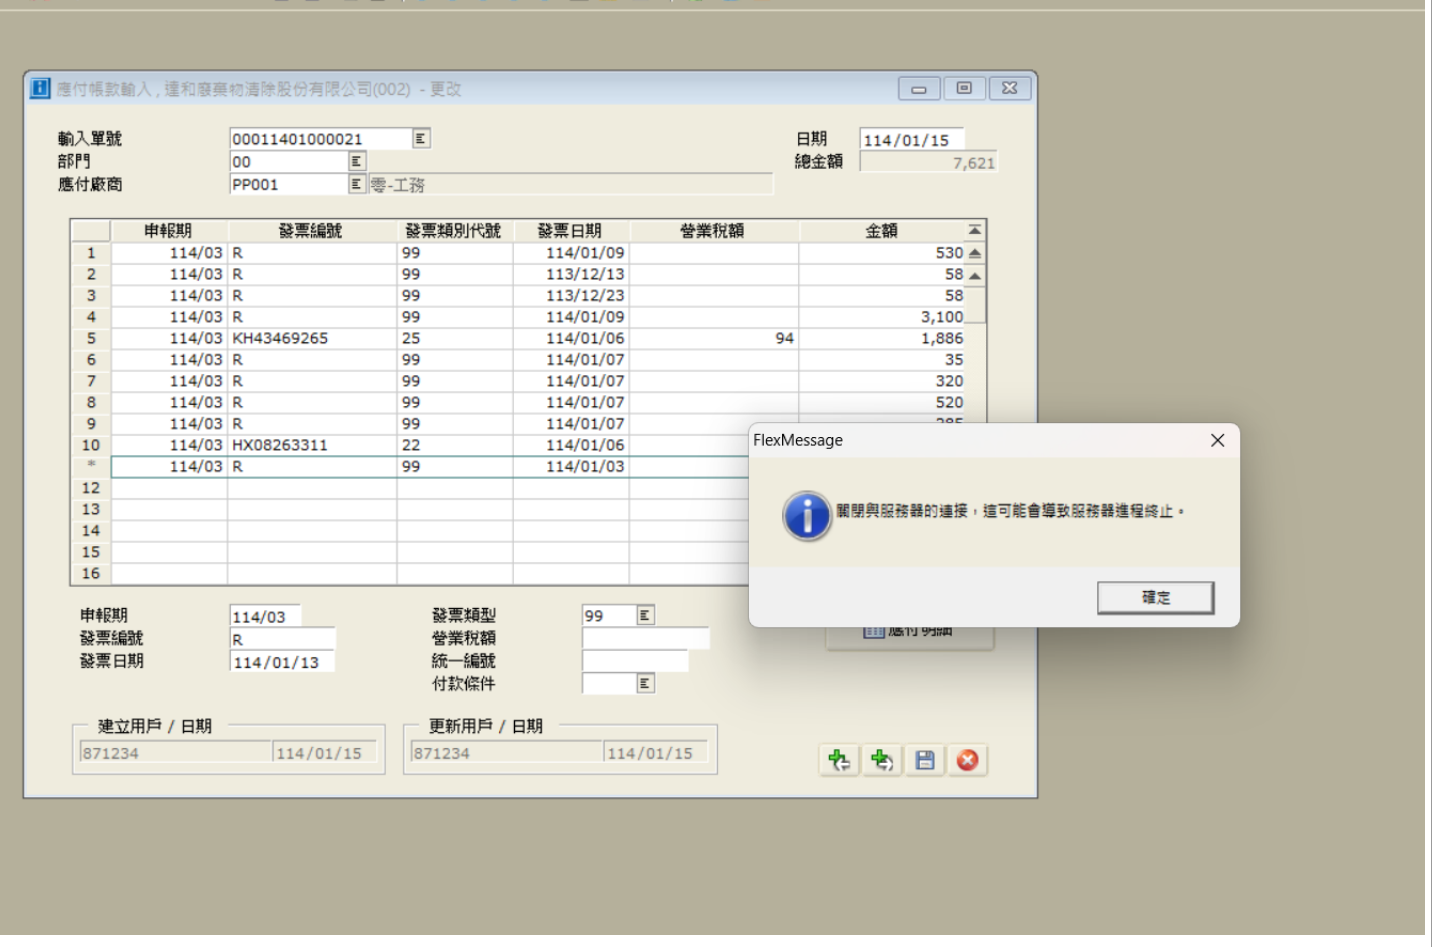 應付帳款輸入 , 達和廢棄物清除股份有限公司(002) - 更改
輸入單號 00011401000021 日期 114/01/15
部門 00 總金額 7,621
應付廠商 PP001 零-工務
申報期 發票編號 發票類別代號 發票日期 營業稅額 金額
1 114/03 R 99 114/01/09 530
2 114/03 R 99 113/12/13 58
3 114/03 R 99 113/12/23 58
4 114/03 R 99 114/01/09 3,100
5 114/03 KH43469265 25 114/01/06 94 1,886
6 114/03 R 99 114/01/07 35
7 114/03 R 99 114/01/07 320
8 114/03 R 99 114/01/07 520
9 114/03 R 99 114/01/07
10 114/03 HX08263311 22 114/01/06
* 114/03 R 99 114/01/03
12
13
14
15
16
FlexMessage
關閉與服務器的連接，這可能會導致服務器進程終止。
確定
應付明細
申報期 114/03 發票類型 99
發票編號 R 營業稅額
發票日期 114/01/13 統一編號
付款條件
建立用戶 / 日期 更新用戶 / 日期
871234 114/01/15 871234 114/01/15